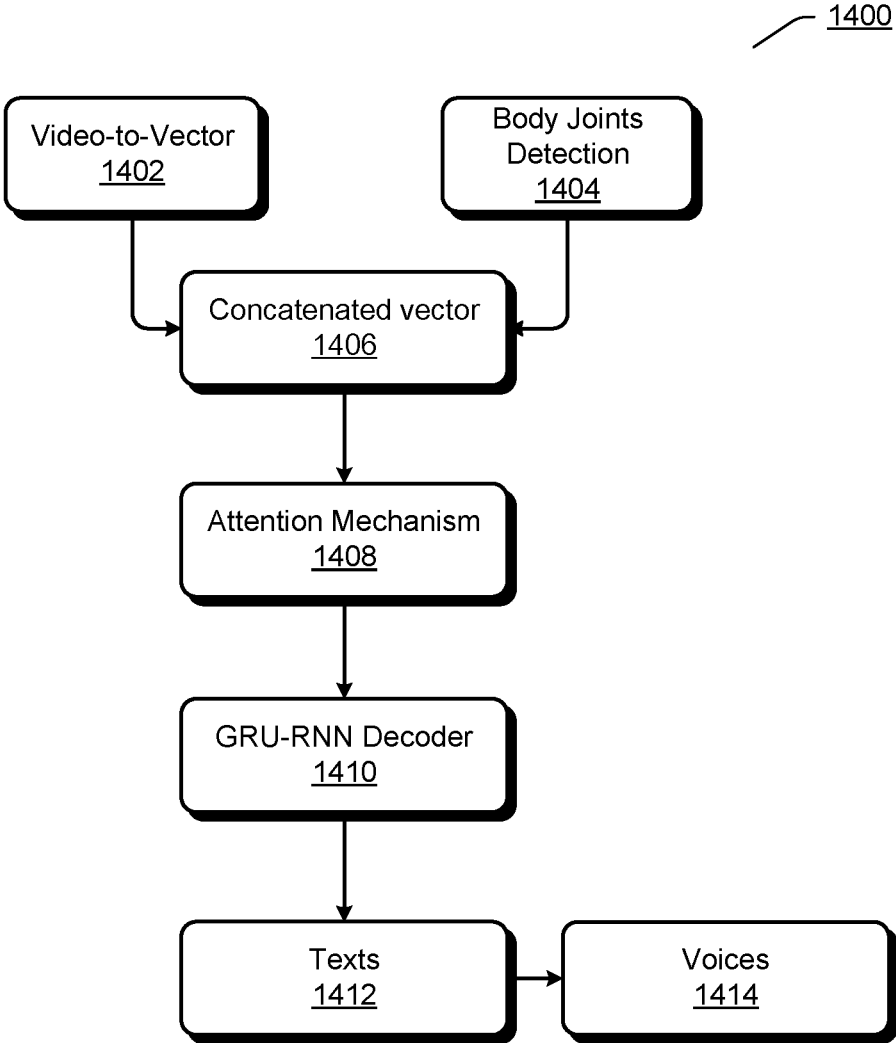 1400
Video-to-Vector
1402
Body Joints
Detection
1404
Concatenated vector
1406
Attention Mechanism
1408
GRU-RNN Decoder
1410
Texts
1412
Voices
1414